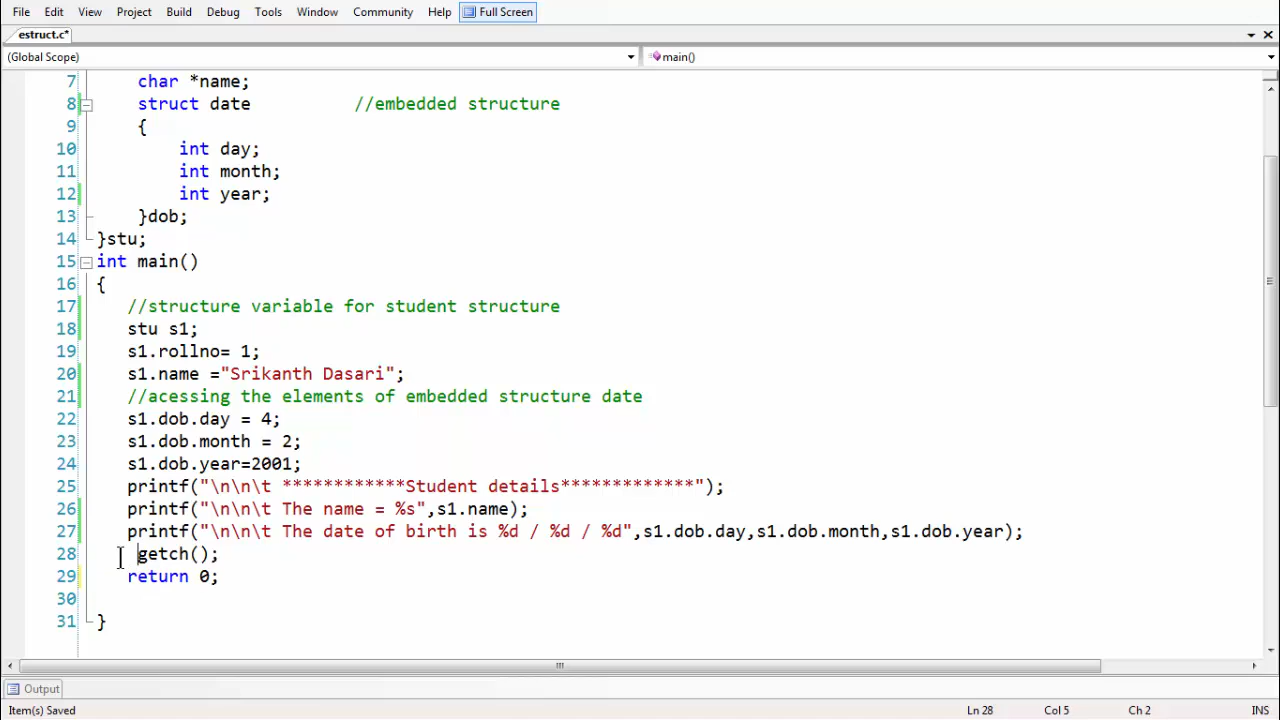 File Edit View Project Build Debug Tools Window Community Help Full Screen
estruct.c*
(Global Scope) main()
7 char *name;
8 struct date //embedded structure
9 {
10 int day;
11 int month;
12 int year;
13 }dob;
14 }stu;
15 int main()
16 {
17 //structure variable for student structure
18 stu s1;
19 s1.rollno= 1;
20 s1.name ="Srikanth Dasari";
21 //acessing the elements of embedded structure date
22 s1.dob.day = 4;
23 s1.dob.month = 2;
24 s1.dob.year=2001;
25 printf("\n\n\t ************Student details*************");
26 printf("\n\n\t The name = %s",s1.name);
27 printf("\n\n\t The date of birth is %d / %d / %d",s1.dob.day,s1.dob.month,s1.dob.year);
28 getch();
29 return 0;
30
31 }
Output
Item(s) Saved Ln 28 Col 5 Ch 2 INS